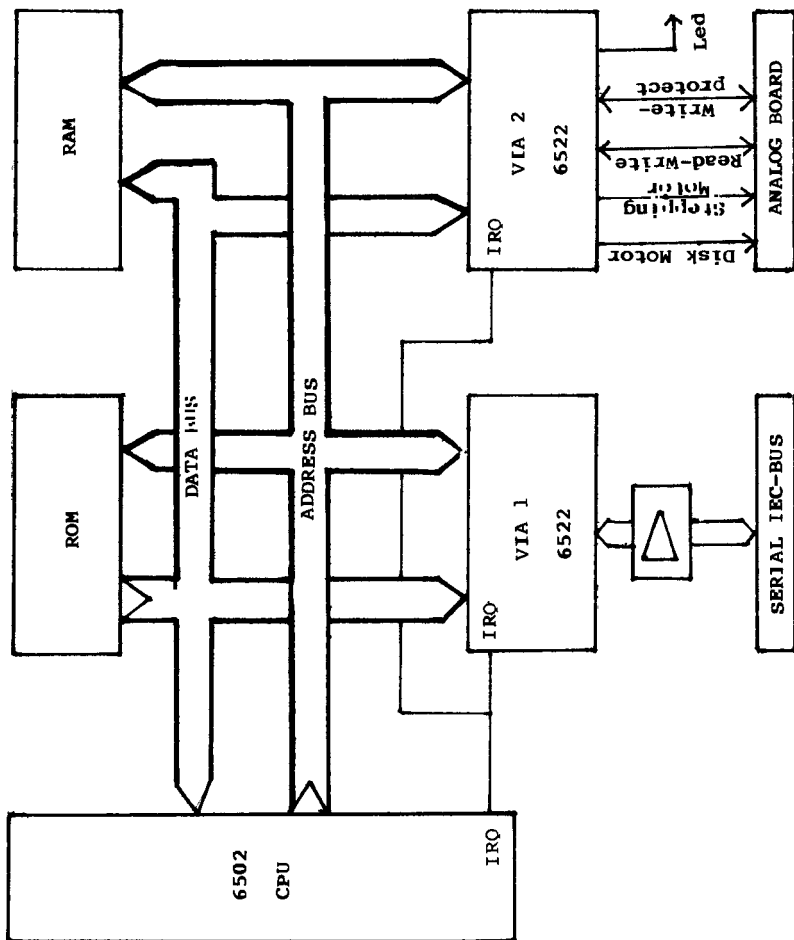 6502
CPU
IRQ
ROM
RAM
DATA BUS
ADDRESS BUS
IRQ
VIA 1
6522
IRQ
VIA 2
6522
Disk Motor
Stepping
Motor
Read-Write
Write-
protect
Led
SERIAL IEC-BUS
ANALOG BOARD